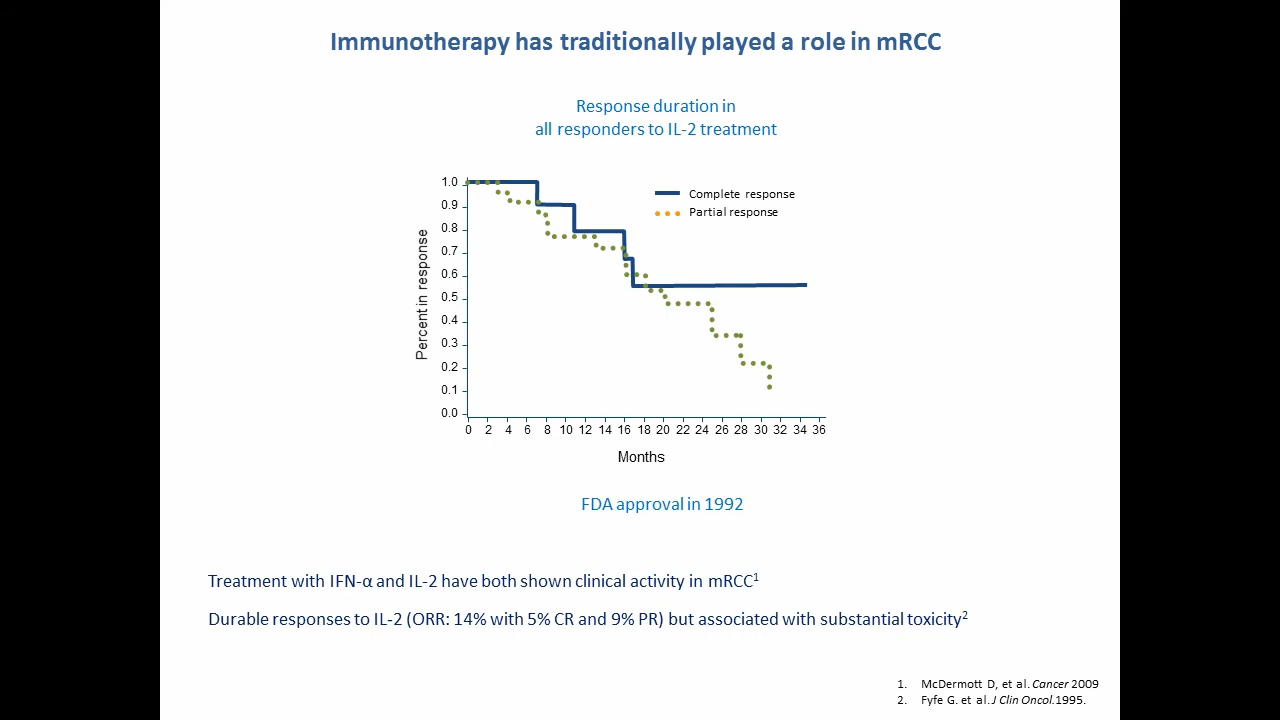 Immunotherapy has traditionally played a role in mRCC
Response duration in
all responders to IL-2 treatment
Complete response
Partial response
Percent in response
1.0
0.9
0.8
0.7
0.6
0.5
0.4
0.3
0.2
0.1
0.0
0 2 4 6 8 10 12 14 16 18 20 22 24 26 28 30 32 34 36
Months
FDA approval in 1992
Treatment with IFN-α and IL-2 have both shown clinical activity in mRCC1
Durable responses to IL-2 (ORR: 14% with 5% CR and 9% PR) but associated with substantial toxicity2
1. McDermott D, et al. Cancer 2009
2. Fyfe G. et al.J Clin Oncol.1995.